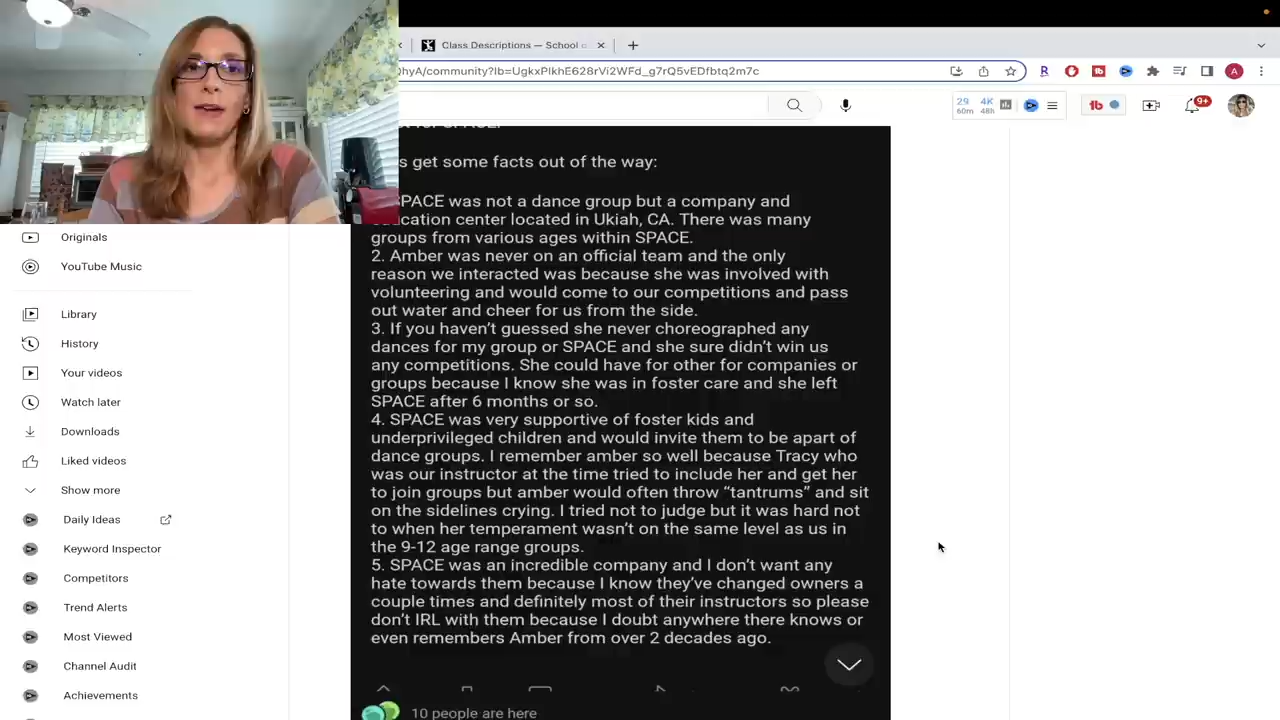 Class Descriptions — School c
hyA/community?lb=UgkxPlkhE628rVi2WFd_g7rQ5vEDfbtq2m7c
29 4K
60m 48h
tb
9+
A
Originals
YouTube Music
Library
History
Your videos
Watch later
Downloads
Liked videos
Show more
Daily Ideas
Keyword Inspector
Competitors
Trend Alerts
Most Viewed
Channel Audit
Achievements
s get some facts out of the way:
SPACE was not a dance group but a company and
ucation center located in Ukiah, CA. There was many
groups from various ages within SPACE.
2. Amber was never on an official team and the only
reason we interacted was because she was involved with
volunteering and would come to our competitions and pass
out water and cheer for us from the side.
3. If you haven’t guessed she never choreographed any
dances for my group or SPACE and she sure didn’t win us
any competitions. She could have for other for companies or
groups because I know she was in foster care and she left
SPACE after 6 months or so.
4. SPACE was very supportive of foster kids and
underprivileged children and would invite them to be apart of
dance groups. I remember amber so well because Tracy who
was our instructor at the time tried to include her and get her
to join groups but amber would often throw “tantrums” and sit
on the sidelines crying. I tried not to judge but it was hard not
to when her temperament wasn’t on the same level as us in
the 9-12 age range groups.
5. SPACE was an incredible company and I don’t want any
hate towards them because I know they’ve changed owners a
couple times and definitely most of their instructors so please
don’t IRL with them because I doubt anywhere there knows or
even remembers Amber from over 2 decades ago.
10 people are here